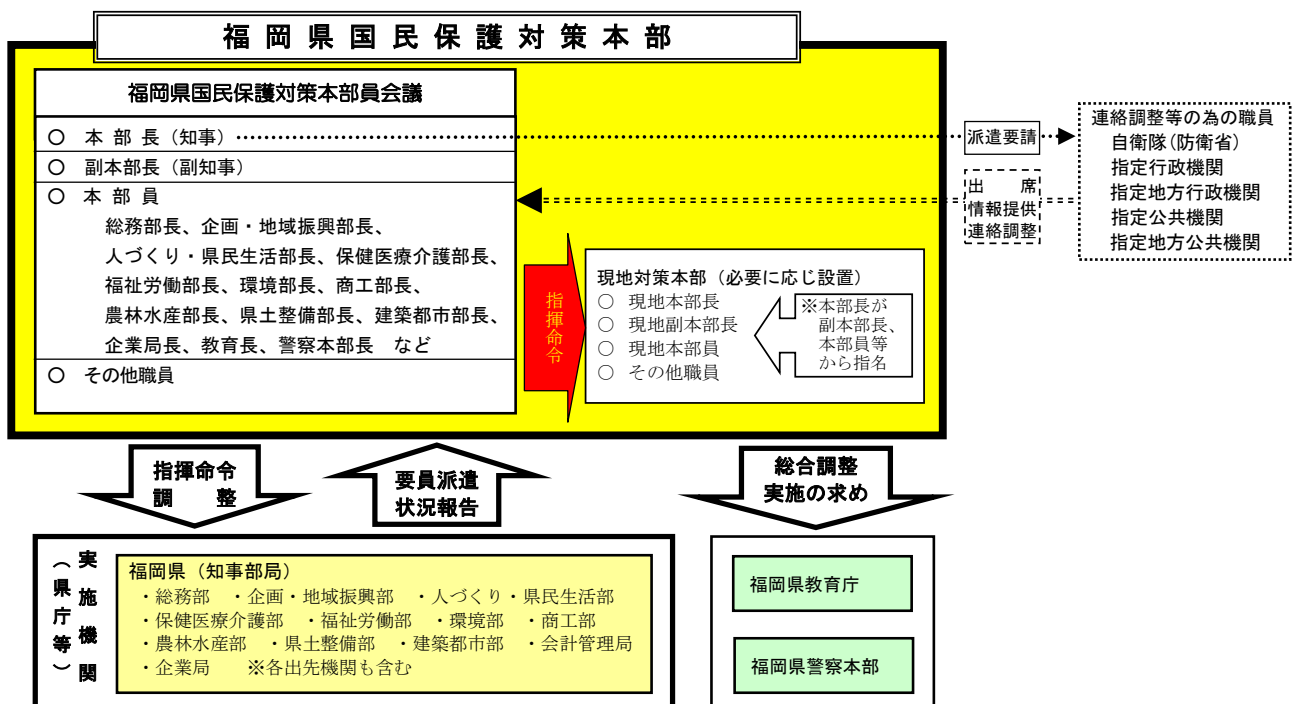 福岡県国民保護対策本部
福岡県国民保護対策本部員会議
○ 本部長（知事）
○ 副本部長（副知事）
○ 本部員
総務部長、企画・地域振興部長、
人づくり・県民生活部長、保健医療介護部長、
福祉労働部長、環境部長、商工部長、
農林水産部長、県土整備部長、建築都市部長、
企業局長、教育長、警察本部長　など
○ その他職員
派遣要請
出席
情報提供
連絡調整
連絡調整等の為の職員
自衛隊（防衛省）
指定行政機関
指定地方行政機関
指定公共機関
指定地方公共機関
指揮命令
現地対策本部（必要に応じ設置）
○ 現地本部長
○ 現地副本部長
○ 現地本部員
○ その他職員
※本部長が
副本部長、
本部員等
から指名
指揮命令
調整
要員派遣
状況報告
総合調整
実施の求め
実施機関
（県庁等）
福岡県（知事部局）
・総務部　・企画・地域振興部　・人づくり・県民生活部
・保健医療介護部　・福祉労働部　・環境部　・商工部
・農林水産部　・県土整備部　・建築都市部　・会計管理局
・企業局　　※各出先機関も含む
福岡県教育庁
福岡県警察本部